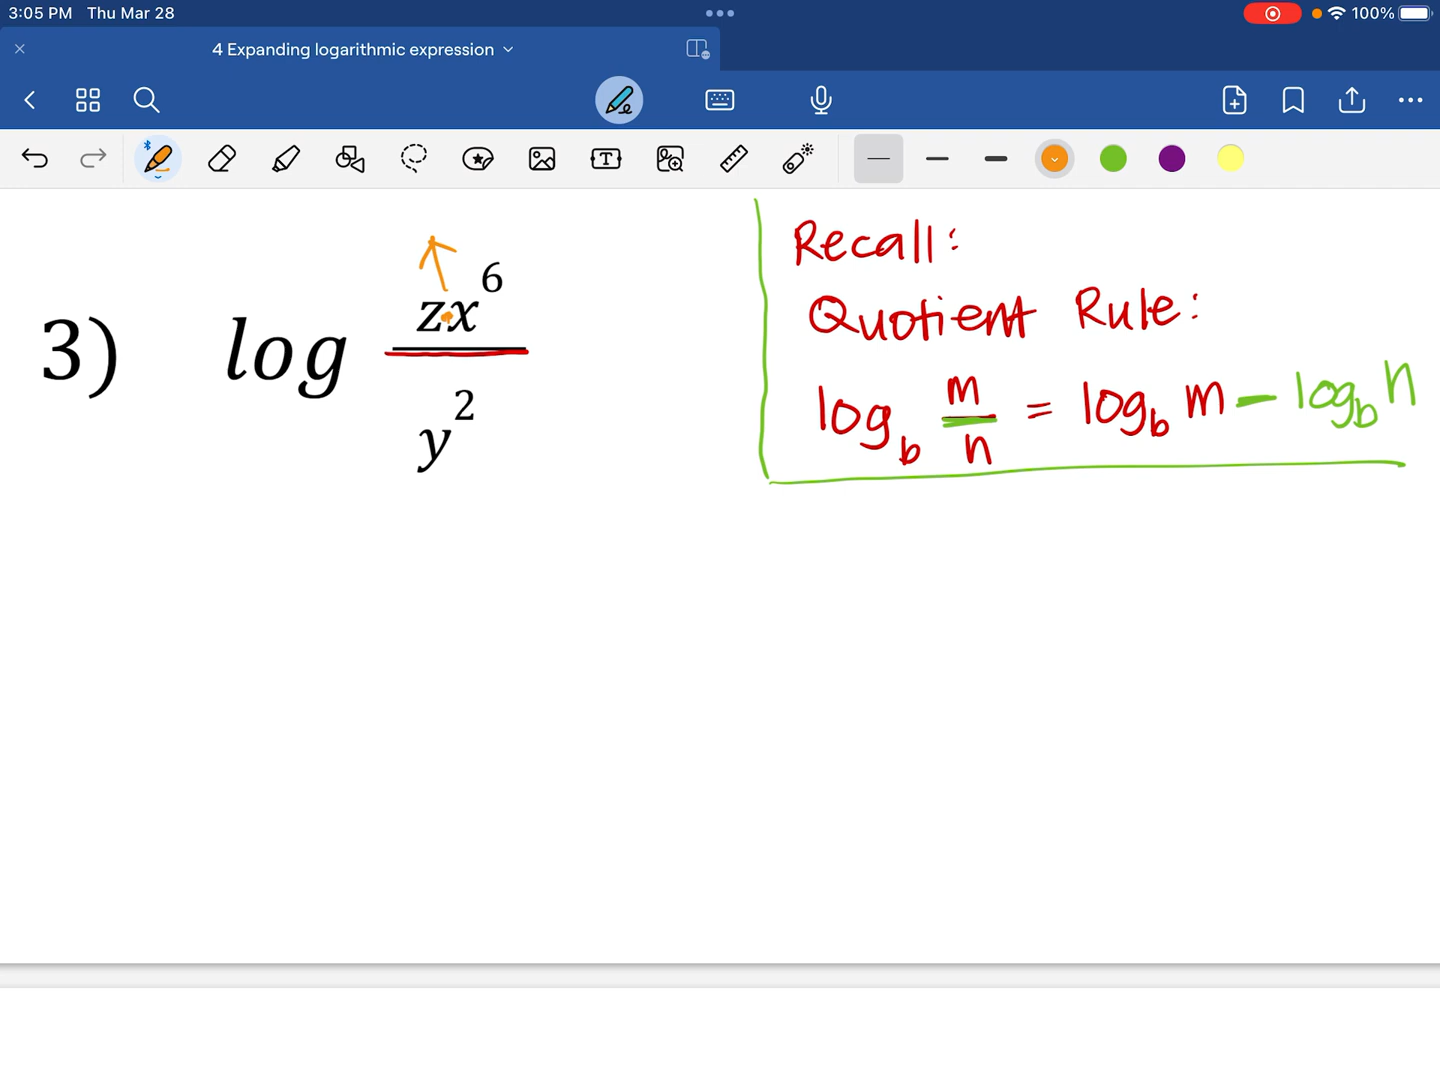 3:05 PM Thu Mar 28
100%
4 Expanding logarithmic expression
T
3) log zx^6 / y^2
Recall:
Quotient Rule:
log_b m/n = log_b m - log_b n